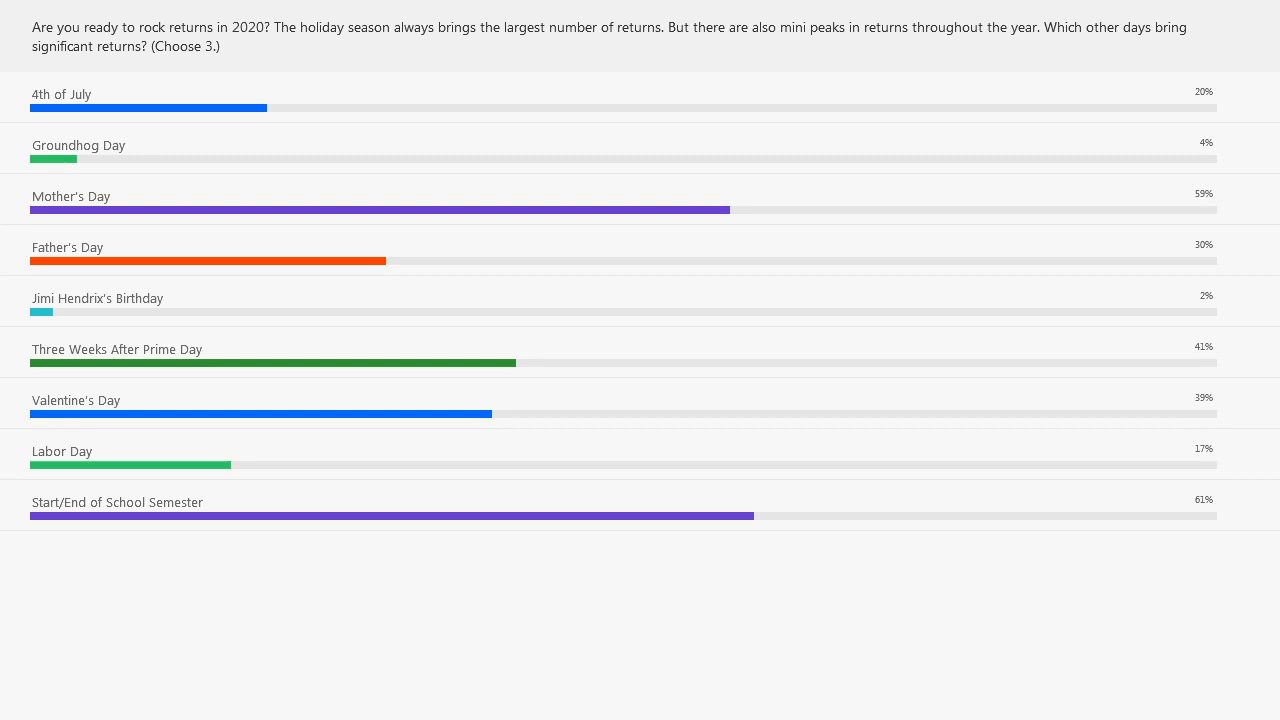 Are you ready to rock returns in 2020? The holiday season always brings the largest number of returns. But there are also mini peaks in returns throughout the year. Which other days bring
significant returns? (Choose 3.)
4th of July 20%
Groundhog Day 4%
Mother's Day 59%
Father's Day 30%
Jimi Hendrix's Birthday 2%
Three Weeks After Prime Day 41%
Valentine's Day 39%
Labor Day 17%
Start/End of School Semester 61%